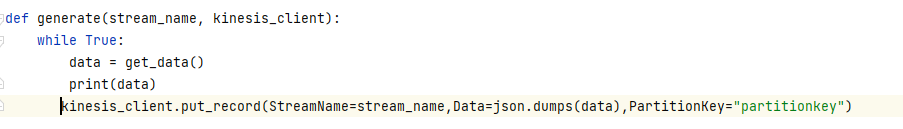 def generate(stream_name, kinesis_client):
    while True:
        data = get_data()
        print(data)
       kinesis_client.put_record(StreamName=stream_name,Data=json.dumps(data),PartitionKey="partitionkey")